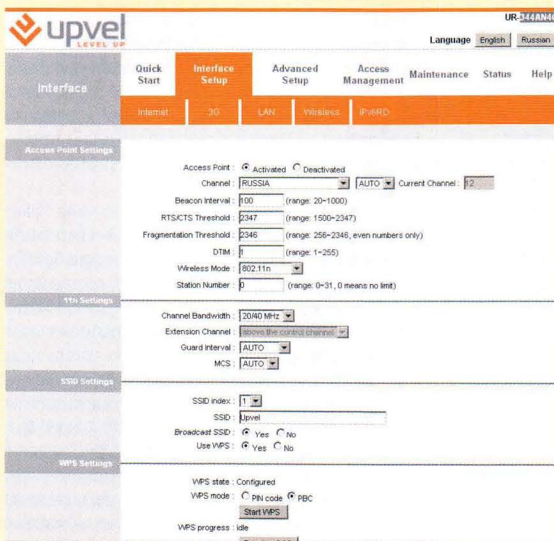 upvel
LEVEL UP
UR-344AN4G
Language English Russian
Interface
Quick Start
Interface Setup
Advanced Setup
Access Management
Maintenance
Status
Help
Internet 3G LAN Wireless IPv6RD
Access Point Settings
Access Point : Activated Deactivated
Channel : RUSSIA AUTO Current Channel : 12
Beacon Interval : 100 (range: 20~1000)
RTS/CTS Threshold : 2347 (range: 1500~2347)
Fragmentation Threshold : 2346 (range: 256~2346, even numbers only)
DTIM : 1 (range: 1~255)
Wireless Mode : 802.11n
Station Number : 0 (range: 0~31, 0 means no limit)
11n Settings
Channel Bandwidth : 20/40 MHz
Extension Channel : above the control channel
Guard Interval : AUTO
MCS : AUTO
SSID Settings
SSID index : 1
SSID : Upvel
Broadcast SSID : Yes No
Use WPS : Yes No
WPS Settings
WPS state : Configured
WPS mode : PIN code PBC
Start WPS
WPS progress : Idle